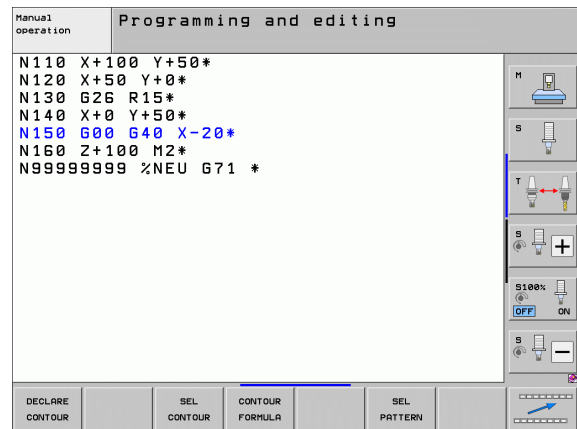 Manual
operation
Programming and editing
N110 X+100 Y+50*
N120 X+50 Y+0*
N130 G26 R15*
N140 X+0 Y+50*
N150 G00 G40 X-20*
N160 Z+100 M2*
N99999999 %NEU G71 *
M
S
T
S
+
S100%
OFF ON
S
-
DECLARE
CONTOUR
SEL
CONTOUR
CONTOUR
FORMULA
SEL
PATTERN